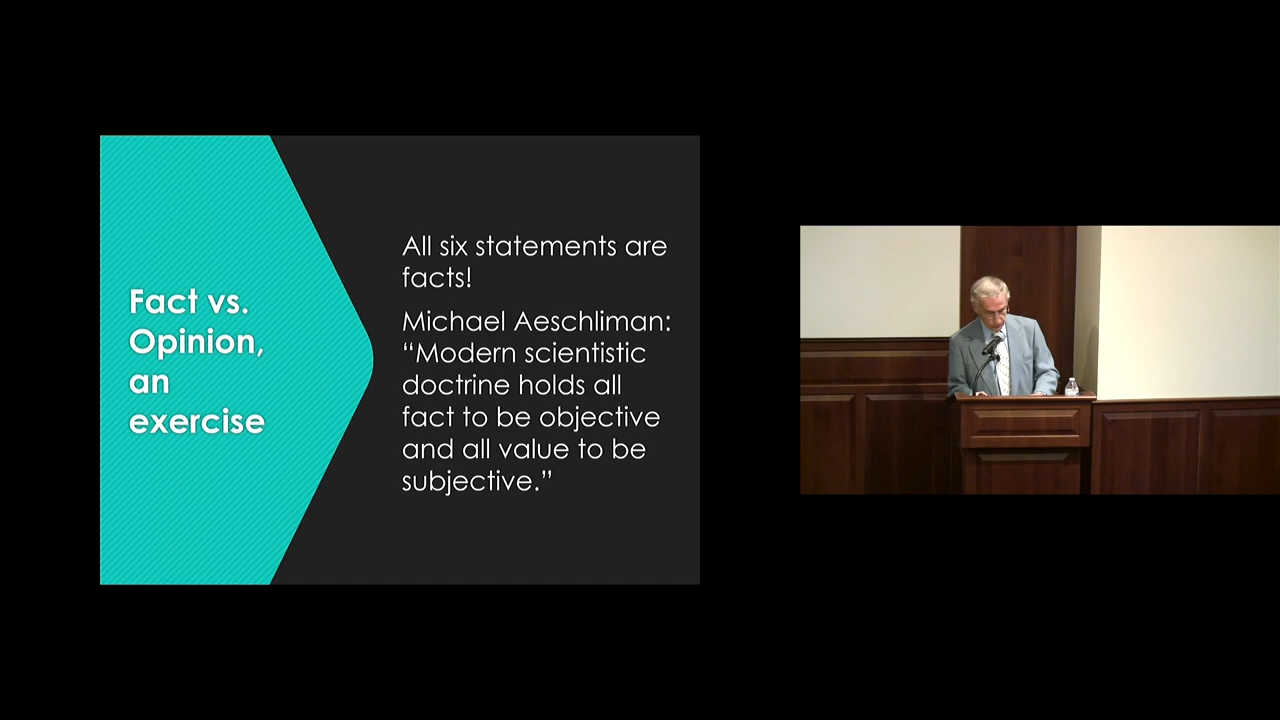 Fact vs.
Opinion,
an
exercise
All six statements are
facts!
Michael Aeschliman:
“Modern scientistic
doctrine holds all
fact to be objective
and all value to be
subjective.”